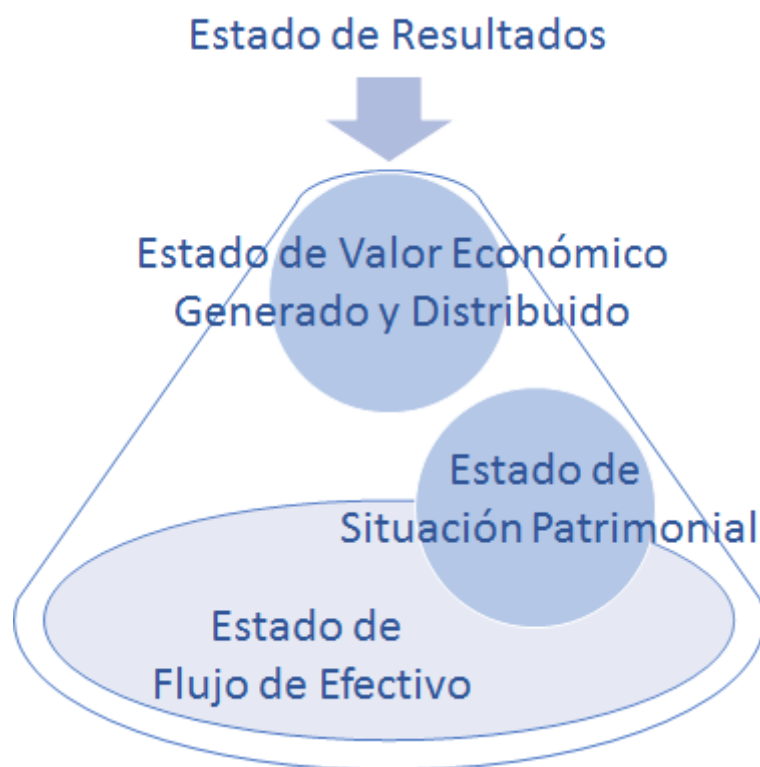 Estado de Resultados
Estado de Valor Económico
Generado y Distribuido
Estado de
Situación Patrimonial
Estado de
Flujo de Efectivo